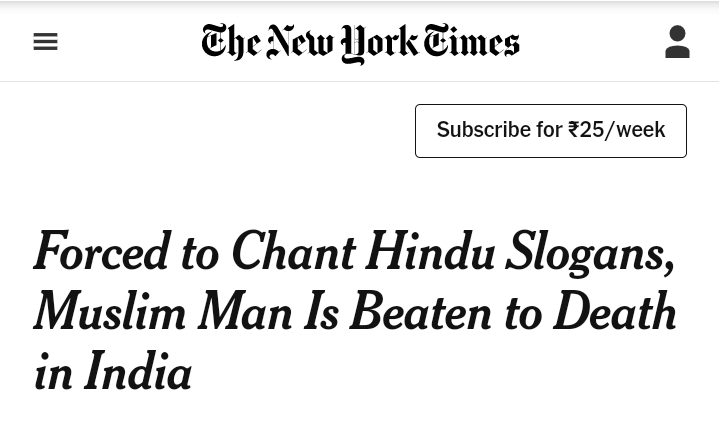 The New York Times
Subscribe for ₹25/week
Forced to Chant Hindu Slogans,
Muslim Man Is Beaten to Death
in India